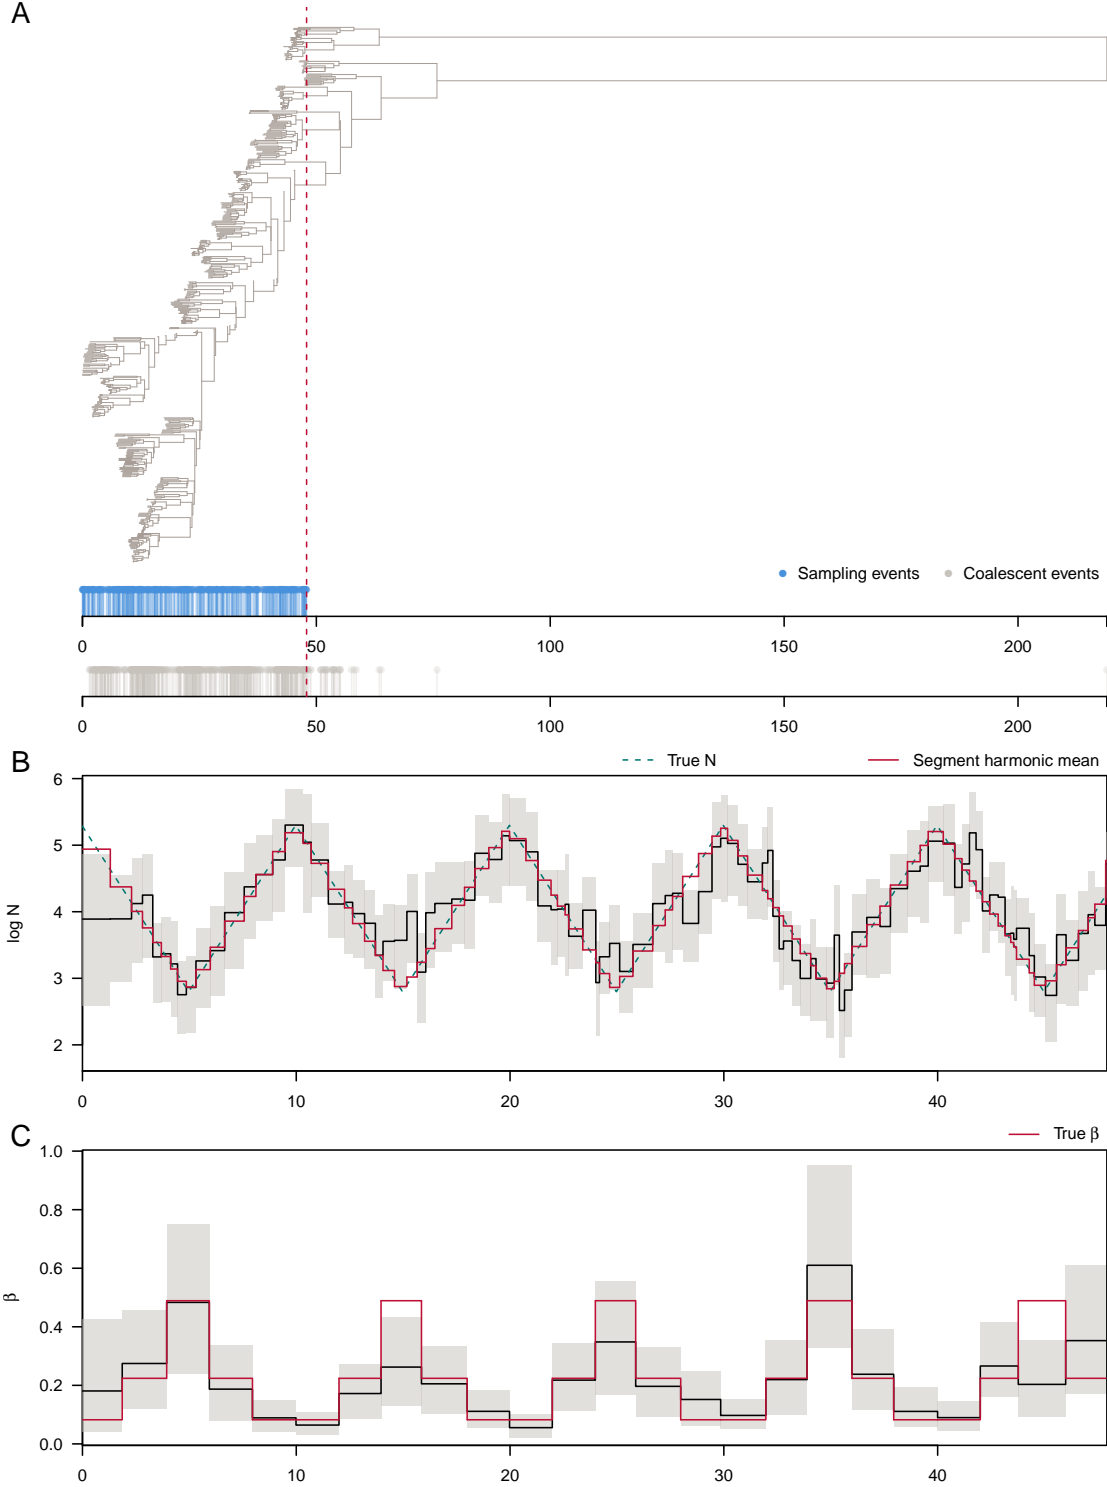 A
Sampling events Coalescent events
0 50 100 150 200
0 50 100 150 200
B
True N Segment harmonic mean
6
5
4
3
2
log N
0 10 20 30 40
C
True β
1.0
0.8
0.6
0.4
0.2
0.0
β
0 10 20 30 40